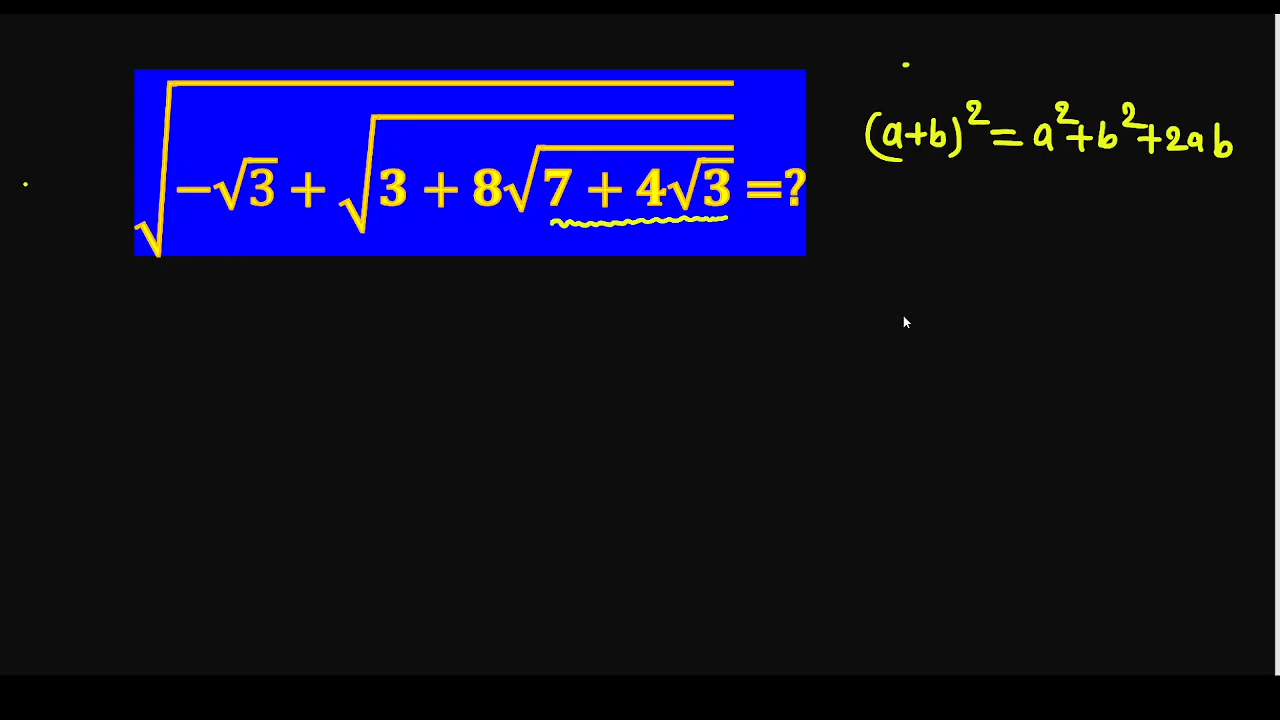 √(−√3 + √(3 + 8√(7 + 4√3))) =?
(a+b)² = a²+b²+2ab